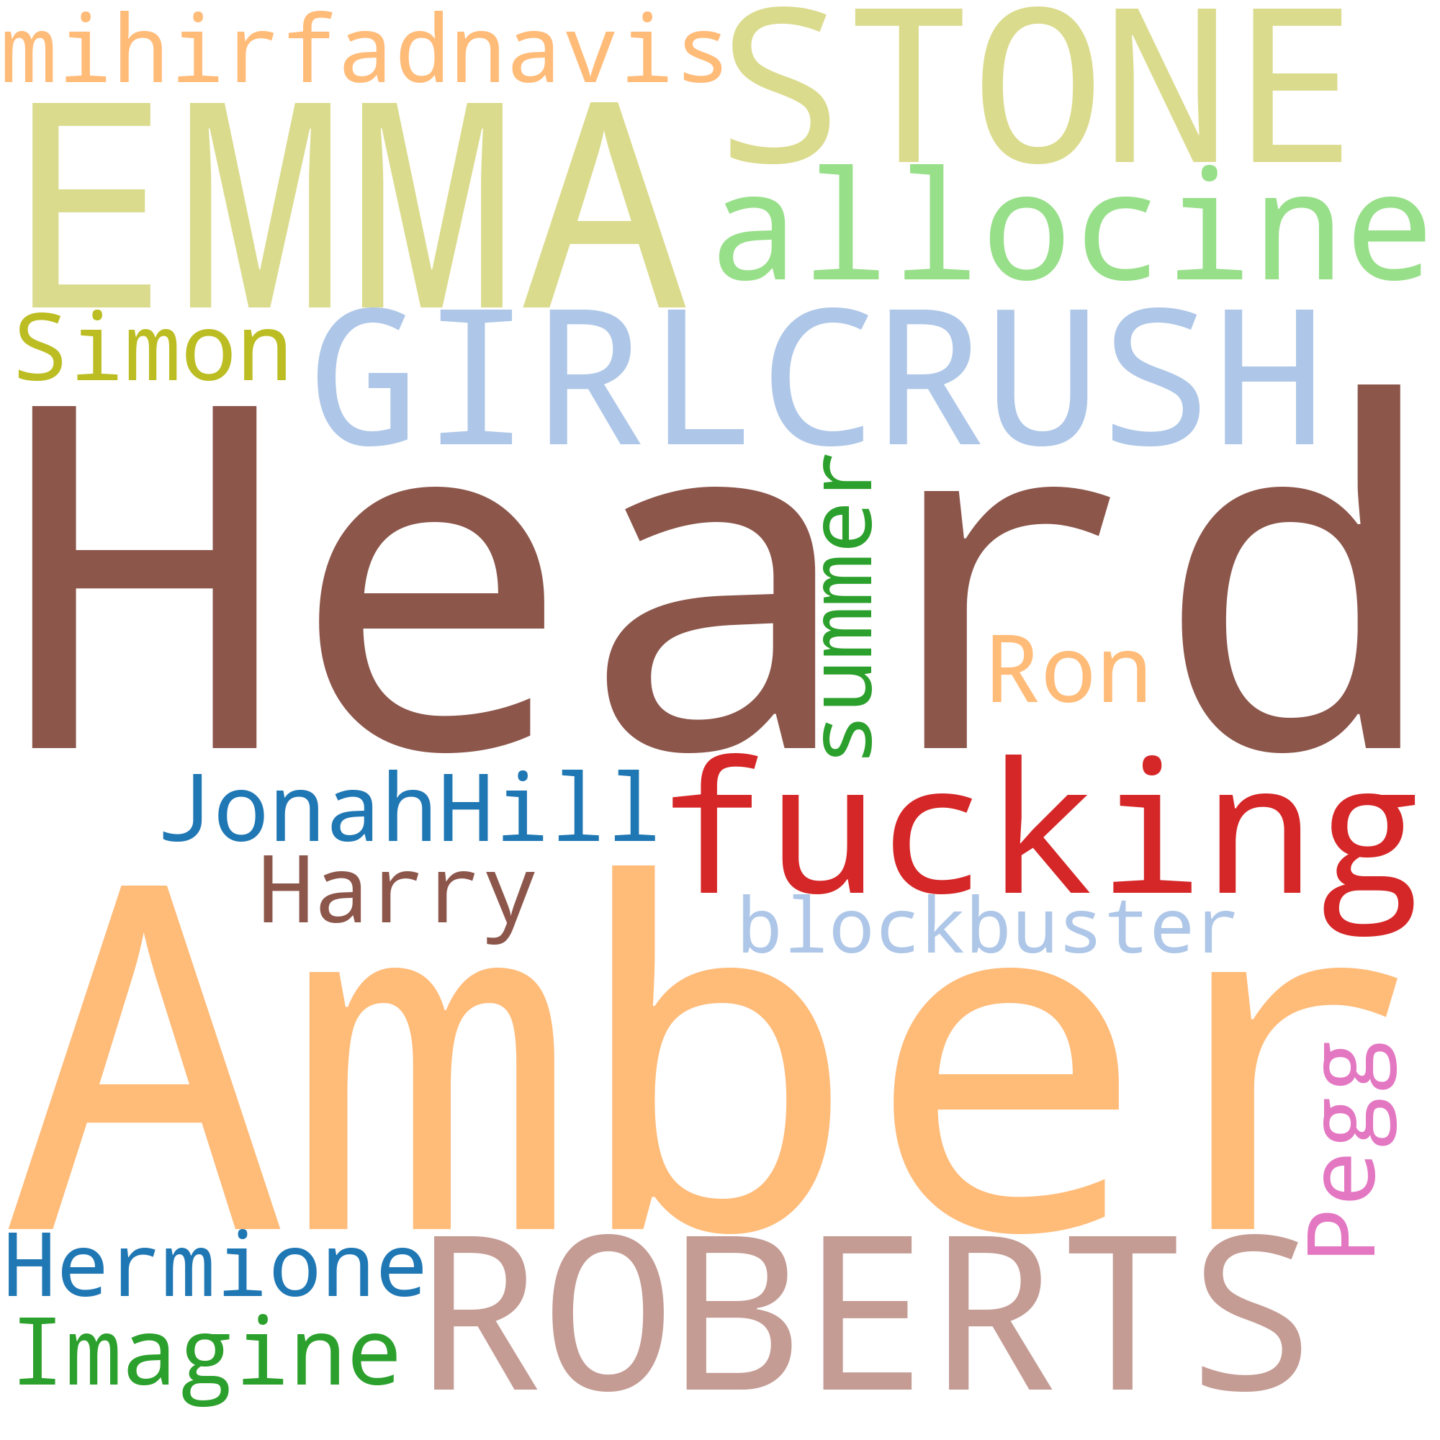 mihirfadnavis
STONE
EMMA
allocine
Simon
GIRLCRUSH
Heard
summer
Ron
JonahHill
fucking
Harry
blockbuster
Amber
Pegg
Hermione
ROBERTS
Imagine